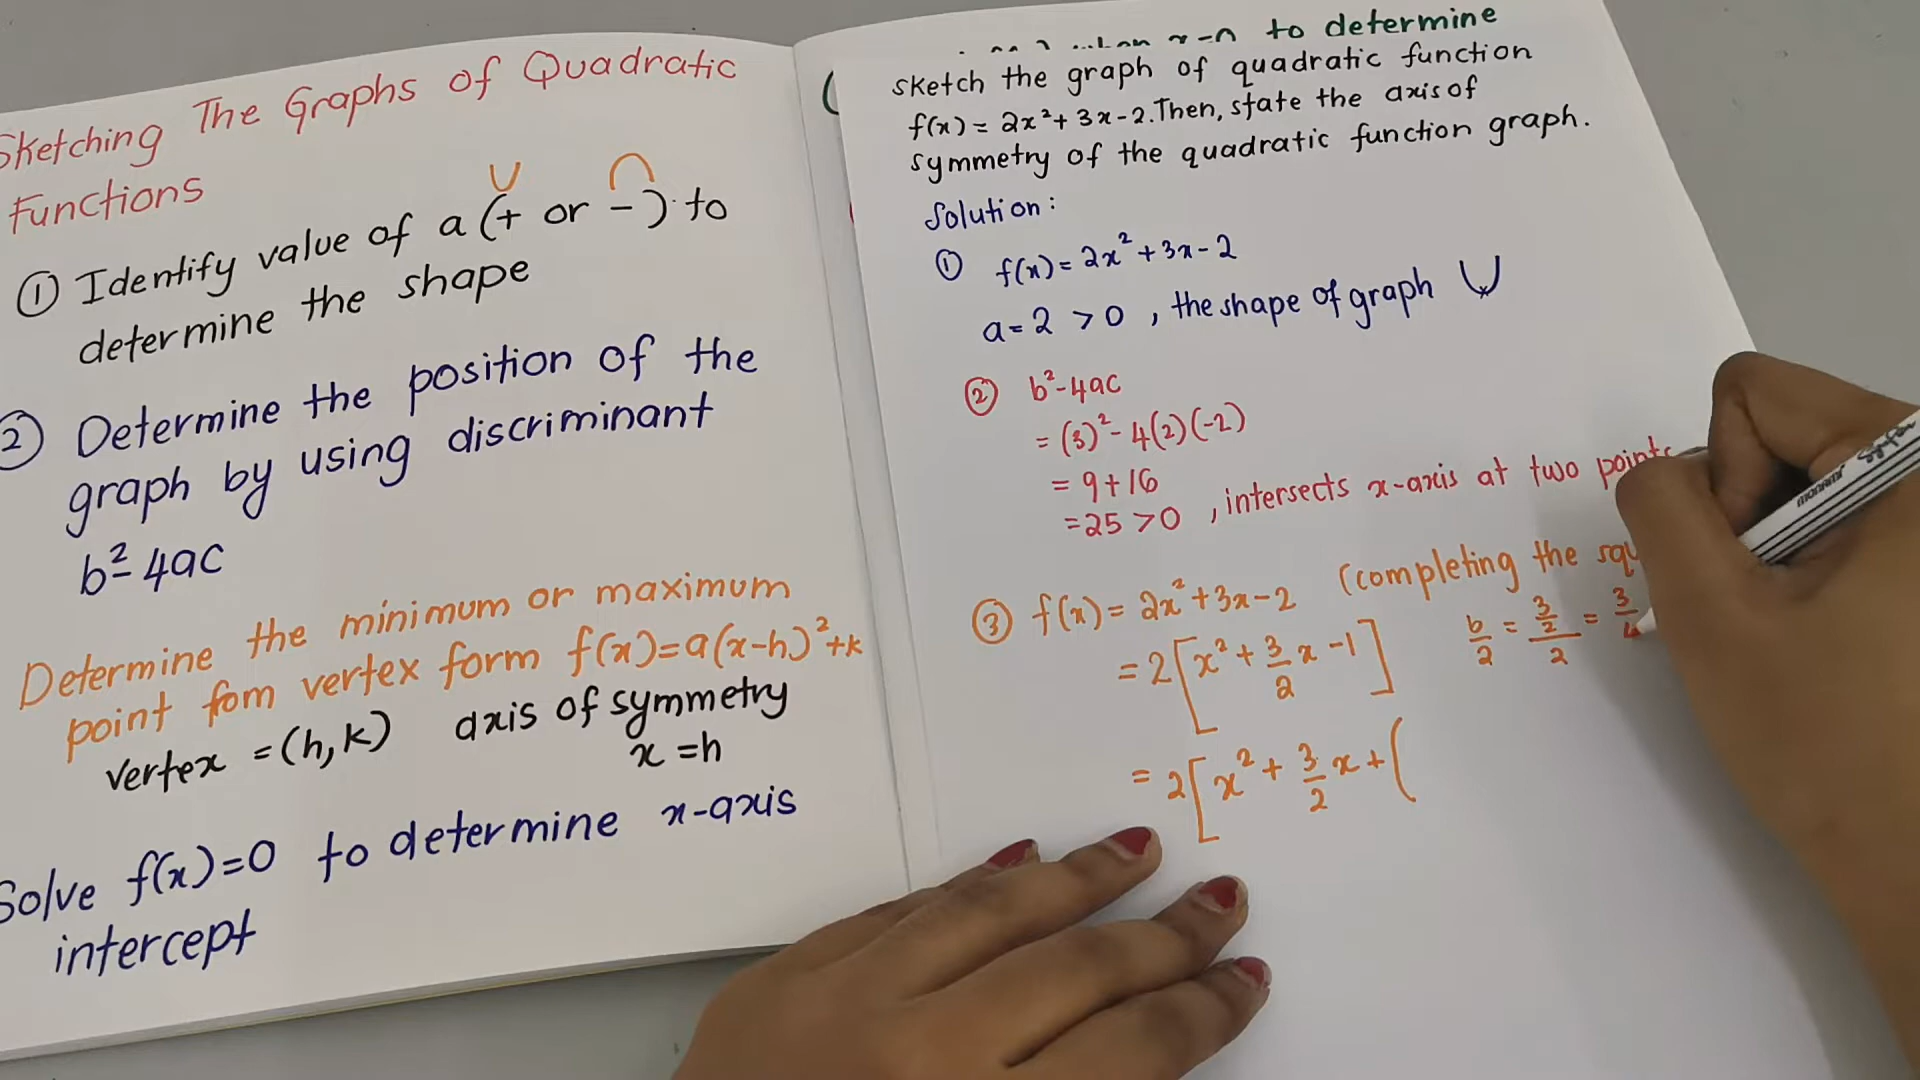 Sketching The Graphs of Quadratic
Functions
① Identify value of a (+ or -) to
determine the shape
② Determine the position of the
graph by using discriminant
b² - 4ac
Determine the minimum or maximum
point fom vertex form f(x)=a(x-h)²+k
vertex = (h,k) axis of symmetry
x = h
Solve f(x)=0 to determine x-axis
intercept
to determine
sketch the graph of quadratic function
f(x) = 2x² + 3x - 2. Then, state the axis of
symmetry of the quadratic function graph.
Solution:
① f(x) = 2x² + 3x - 2
a = 2 > 0 , the shape of graph
② b² - 4ac
= (3)² - 4(2)(-2)
= 9 + 16
= 25 > 0 , intersects x-axis at two points
③ f(x) = 2x² + 3x - 2 (completing the squ
= 2[x² + 3/2 x - 1] b/2 = 3/2/2 = 3/4
= 2[x² + 3/2 x + (